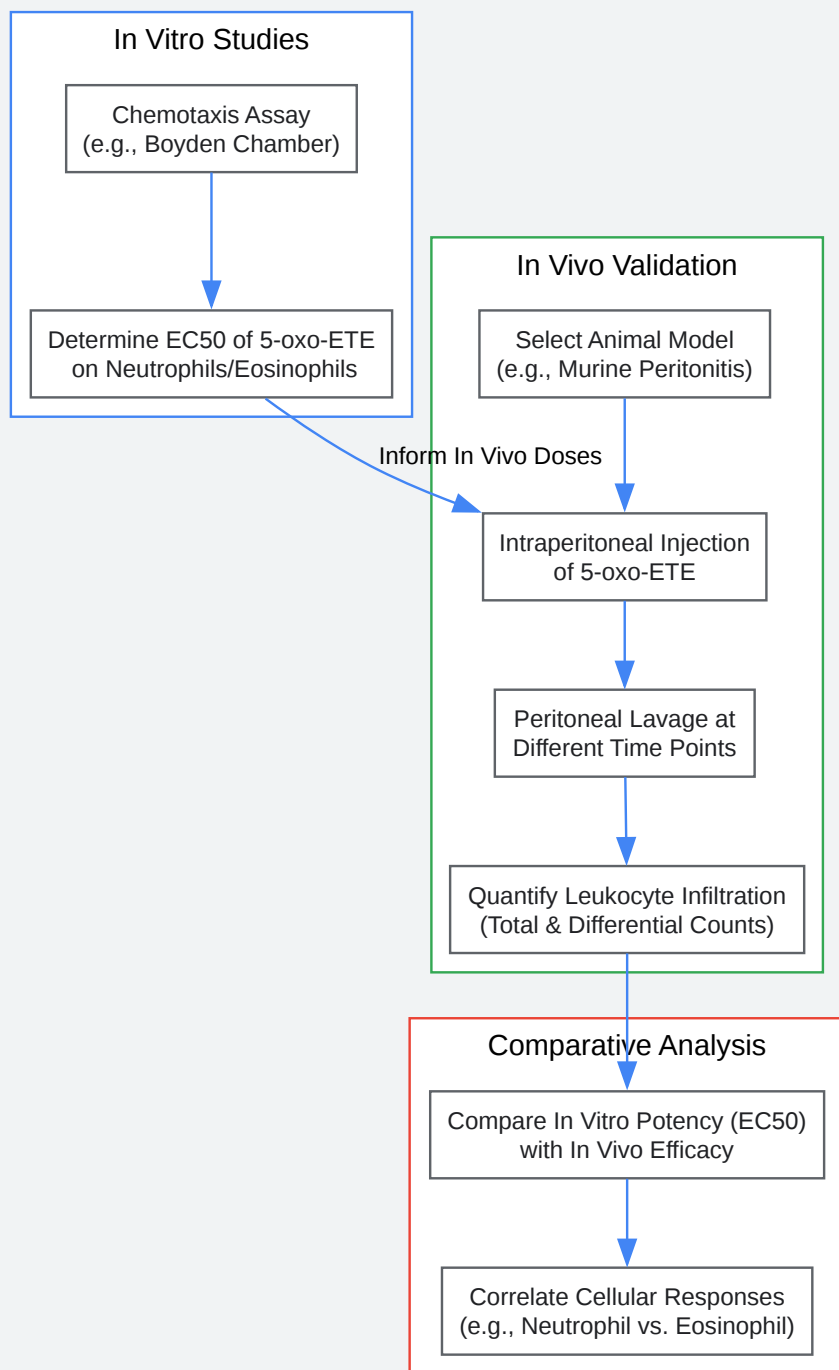 In Vitro Studies
Chemotaxis Assay
(e.g., Boyden Chamber)
Determine EC50 of 5-oxo-ETE
on Neutrophils/Eosinophils
In Vivo Validation
Select Animal Model
(e.g., Murine Peritonitis)
Inform In Vivo Doses
Intraperitoneal Injection
of 5-oxo-ETE
Peritoneal Lavage at
Different Time Points
Quantify Leukocyte Infiltration
(Total & Differential Counts)
Comparative Analysis
Compare In Vitro Potency (EC50)
with In Vivo Efficacy
Correlate Cellular Responses
(e.g., Neutrophil vs. Eosinophil)